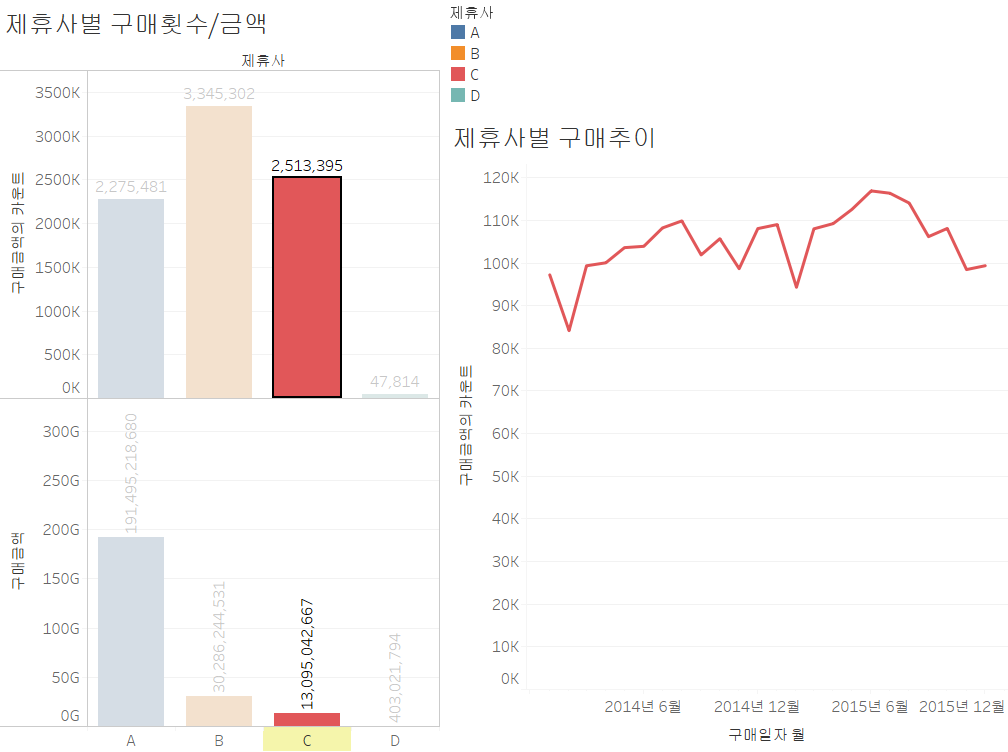 제휴사별 구매횟수/금액
제휴사
3500K
3000K
2500K
2000K
1500K
1000K
500K
0K
구매금액의 카운트
2,275,481
3,345,302
2,513,395
47,814
300G
250G
200G
150G
100G
50G
0G
구매금액
191,495,218,680
30,286,244,531
13,095,042,667
403,021,794
A
B
C
D
제휴사
A
B
C
D
제휴사별 구매추이
120K
110K
100K
90K
80K
70K
60K
50K
40K
30K
20K
10K
0K
구매금액의 카운트
2014년 6월
2014년 12월
2015년 6월
2015년 12월
구매일자 월